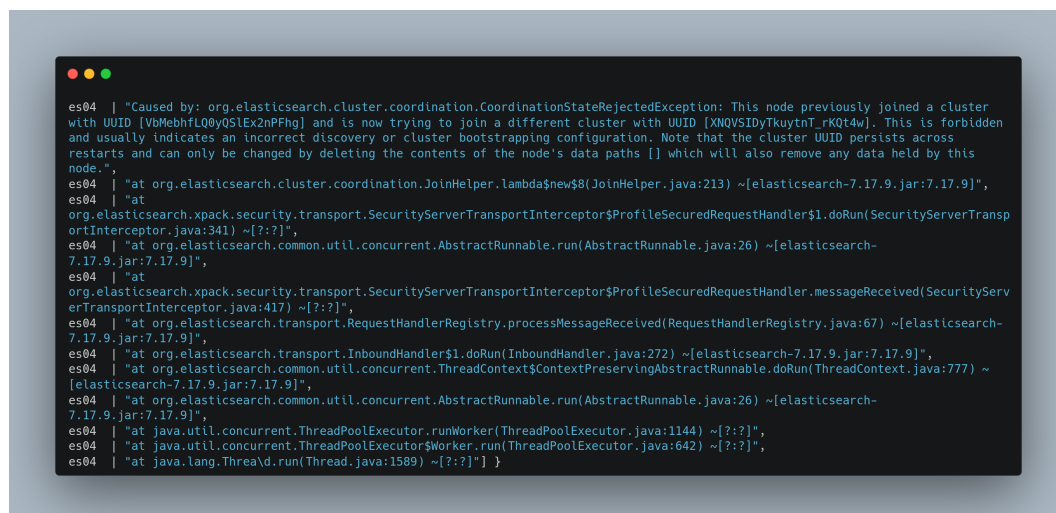 es04  | "Caused by: org.elasticsearch.cluster.coordination.CoordinationStateRejectedException: This node previously joined a cluster
with UUID [VbMebhfLQ0yQSlEx2nPFhg] and is now trying to join a different cluster with UUID [XNQVSIDyTkuytnT_rKQt4w]. This is forbidden
and usually indicates an incorrect discovery or cluster bootstrapping configuration. Note that the cluster UUID persists across
restarts and can only be changed by deleting the contents of the node's data paths [] which will also remove any data held by this
node.",
es04  | "at org.elasticsearch.cluster.coordination.JoinHelper.lambda$new$8(JoinHelper.java:213) ~[elasticsearch-7.17.9.jar:7.17.9]",
es04  | "at
org.elasticsearch.xpack.security.transport.SecurityServerTransportInterceptor$ProfileSecuredRequestHandler$1.doRun(SecurityServerTransp
ortInterceptor.java:341) ~[?:?]",
es04  | "at org.elasticsearch.common.util.concurrent.AbstractRunnable.run(AbstractRunnable.java:26) ~[elasticsearch-
7.17.9.jar:7.17.9]",
es04  | "at
org.elasticsearch.xpack.security.transport.SecurityServerTransportInterceptor$ProfileSecuredRequestHandler.messageReceived(SecurityServ
erTransportInterceptor.java:417) ~[?:?]",
es04  | "at org.elasticsearch.transport.RequestHandlerRegistry.processMessageReceived(RequestHandlerRegistry.java:67) ~[elasticsearch-
7.17.9.jar:7.17.9]",
es04  | "at org.elasticsearch.transport.InboundHandler$1.doRun(InboundHandler.java:272) ~[elasticsearch-7.17.9.jar:7.17.9]",
es04  | "at org.elasticsearch.common.util.concurrent.ThreadContext$ContextPreservingAbstractRunnable.doRun(ThreadContext.java:777) ~
[elasticsearch-7.17.9.jar:7.17.9]",
es04  | "at org.elasticsearch.common.util.concurrent.AbstractRunnable.run(AbstractRunnable.java:26) ~[elasticsearch-
7.17.9.jar:7.17.9]",
es04  | "at java.util.concurrent.ThreadPoolExecutor.runWorker(ThreadPoolExecutor.java:1144) ~[?:?]",
es04  | "at java.util.concurrent.ThreadPoolExecutor$Worker.run(ThreadPoolExecutor.java:642) ~[?:?]",
es04  | "at java.lang.Threa\d.run(Thread.java:1589) ~[?:?]"] }